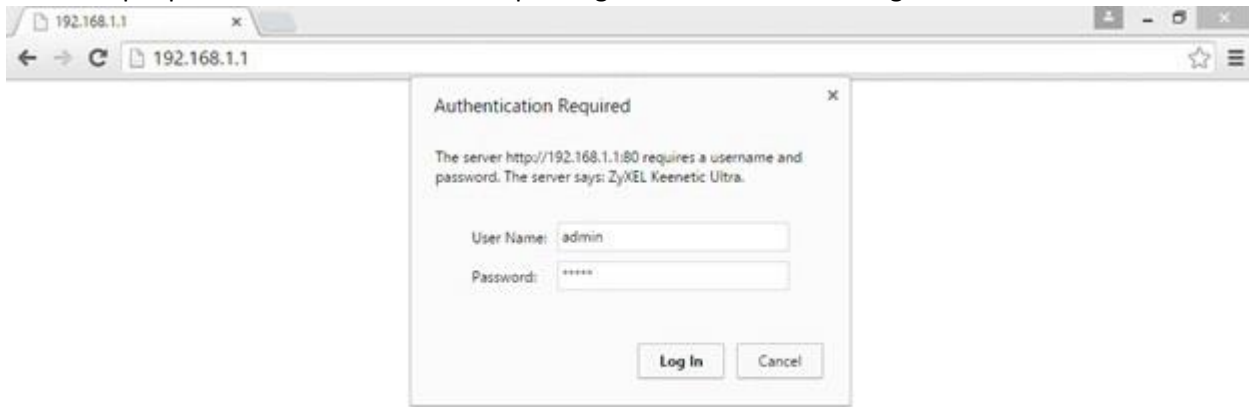 192.168.1.1
192.168.1.1
Authentication Required
The server http://192.168.1.1:80 requires a username and
password. The server says: ZyXEL Keenetic Ultra.
User Name: admin
Password: *****
Log In Cancel